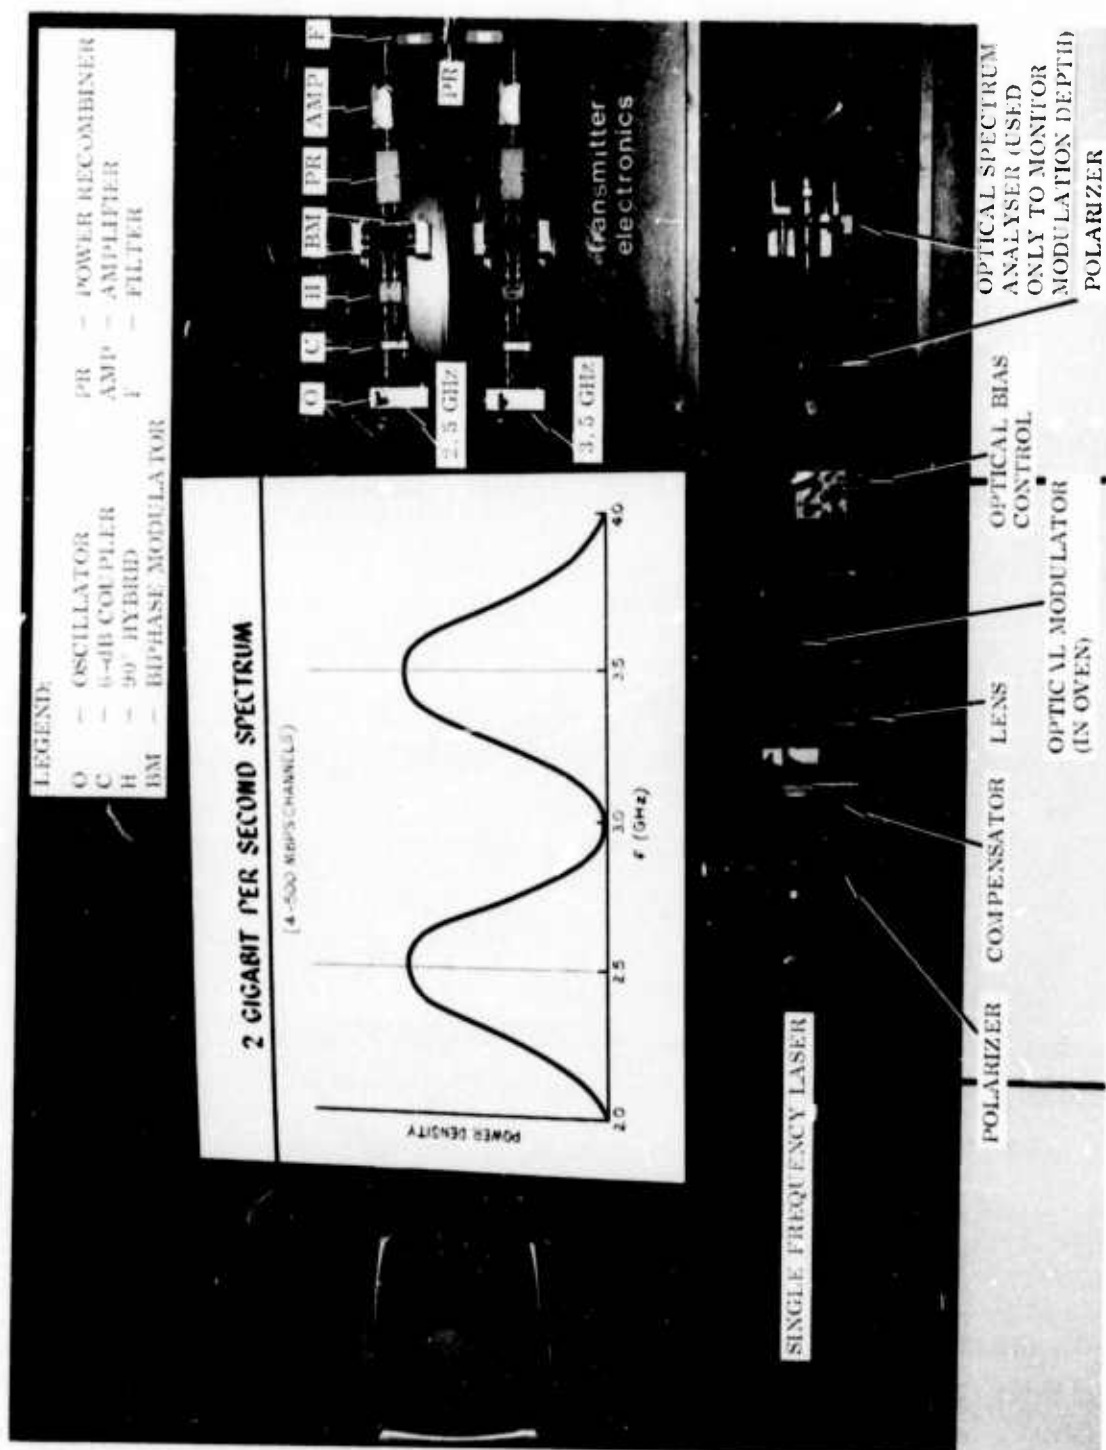 LEGEND:
O – OSCILLATOR
C – 6-dB COUPLER
H – 90° HYBRID
BM – BIPHASE MODULATOR
PR – POWER RECOMBINER
AMP – AMPLIFIER
F – FILTER
O
C
H
BM
PR
AMP
F
PR
2.5 GHz
3.5 GHz
Transmitter
electronics
2 GIGABIT PER SECOND SPECTRUM
(4-500 MBPS CHANNELS)
POWER DENSITY
2.0
2.5
3.0
3.5
4.0
F (GHz)
SINGLE FREQUENCY LASER
POLARIZER
COMPENSATOR
LENS
OPTICAL MODULATOR
(IN OVEN)
OPTICAL BIAS
CONTROL
OPTICAL SPECTRUM
ANALYSER (USED
ONLY TO MONITOR
MODULATION DEPTH)
POLARIZER